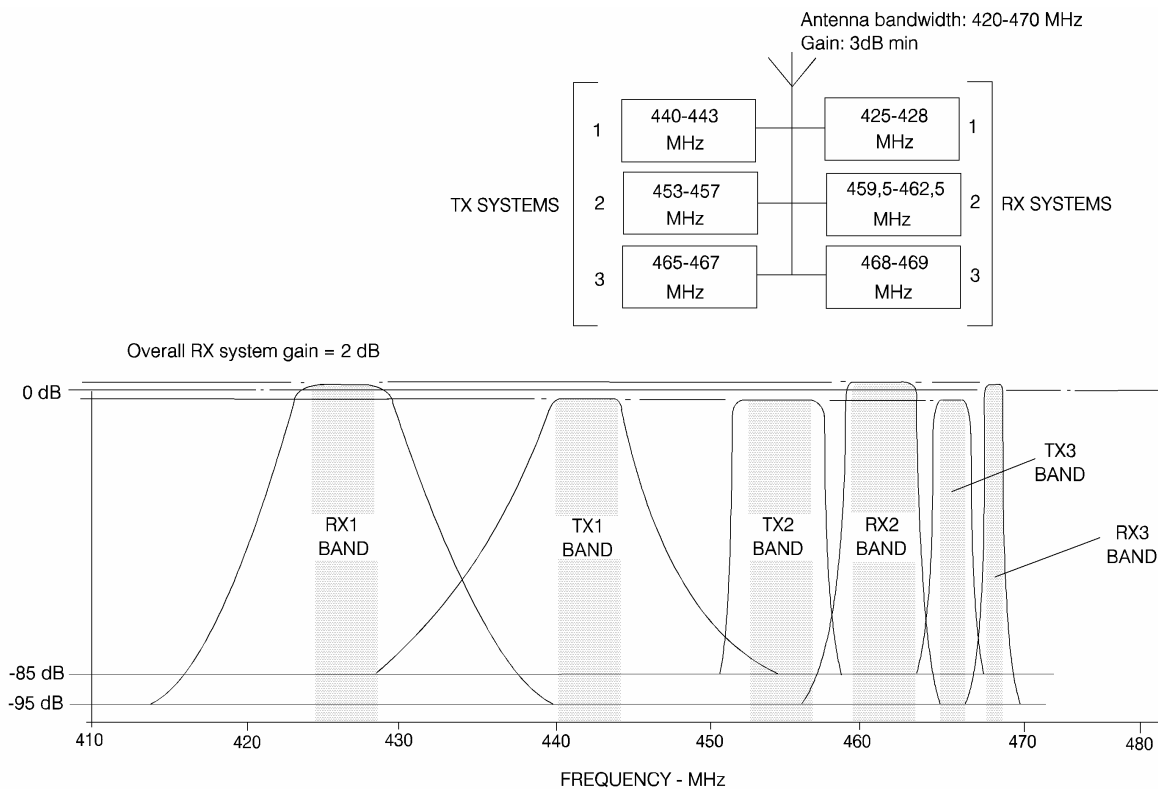 Antenna bandwidth: 420-470 MHz
Gain: 3dB min
1
440-443
MHz
425-428
MHz
1
TX SYSTEMS
2
453-457
MHz
459,5-462,5
MHz
2
RX SYSTEMS
3
465-467
MHz
468-469
MHz
3
Overall RX system gain = 2 dB
0 dB
TX3
BAND
RX1
BAND
TX1
BAND
TX2
BAND
RX2
BAND
RX3
BAND
-85 dB
-95 dB
410
420
430
440
450
460
470
480
FREQUENCY - MHz